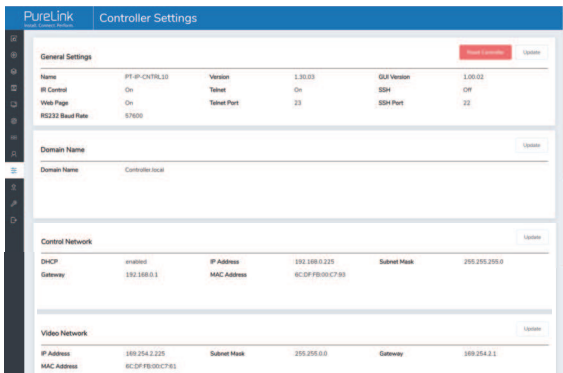 PureLink
Install. Connect. Perform.
Controller Settings
General Settings
Reset Controller
Update
Name PT-IP-CNTRL10 Version 1.30.03 GUI Version 1.00.02
IR Control On Telnet On SSH Off
Web Page On Telnet Port 23 SSH Port 22
RS232 Baud Rate 57600
Domain Name
Update
Domain Name Controller.local
Control Network
Update
DHCP enabled IP Address 192.168.0.225 Subnet Mask 255.255.255.0
Gateway 192.168.0.1 MAC Address 6C:DF:FB:00:C7:60
Video Network
Update
IP Address 169.254.2.225 Subnet Mask 255.255.0.0 Gateway 169.254.2.1
MAC Address 6C:DF:FB:00:C7:61